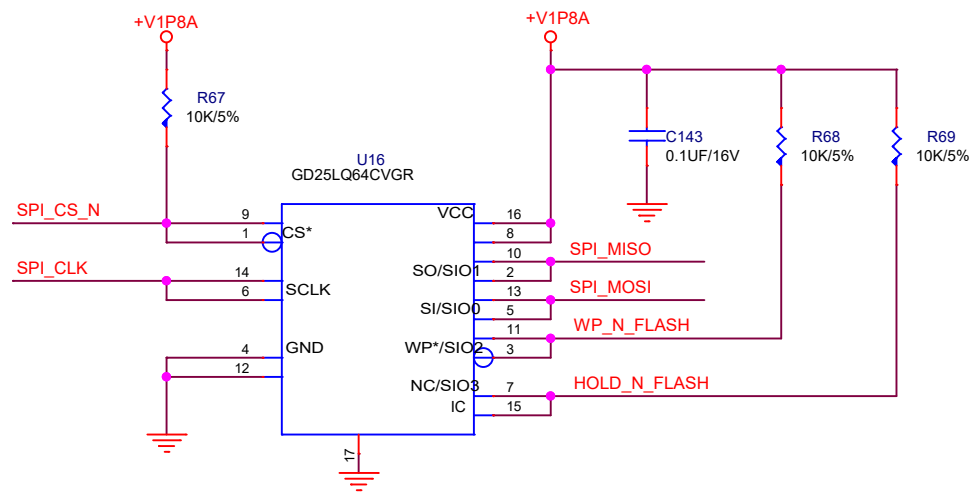 +V1P8A
+V1P8A
R67
10K/5%
C143
0.1UF/16V
R68
10K/5%
R69
10K/5%
U16
GD25LQ64CVGR
SPI_CS_N
9
1
CS*
VCC
16
8
SPI_CLK
14
6
SCLK
SO/SIO1
10
2
SPI_MISO
SI/SIO0
13
5
SPI_MOSI
4
12
GND
WP*/SIO2
11
3
WP_N_FLASH
NC/SIO3
IC
7
15
HOLD_N_FLASH
17